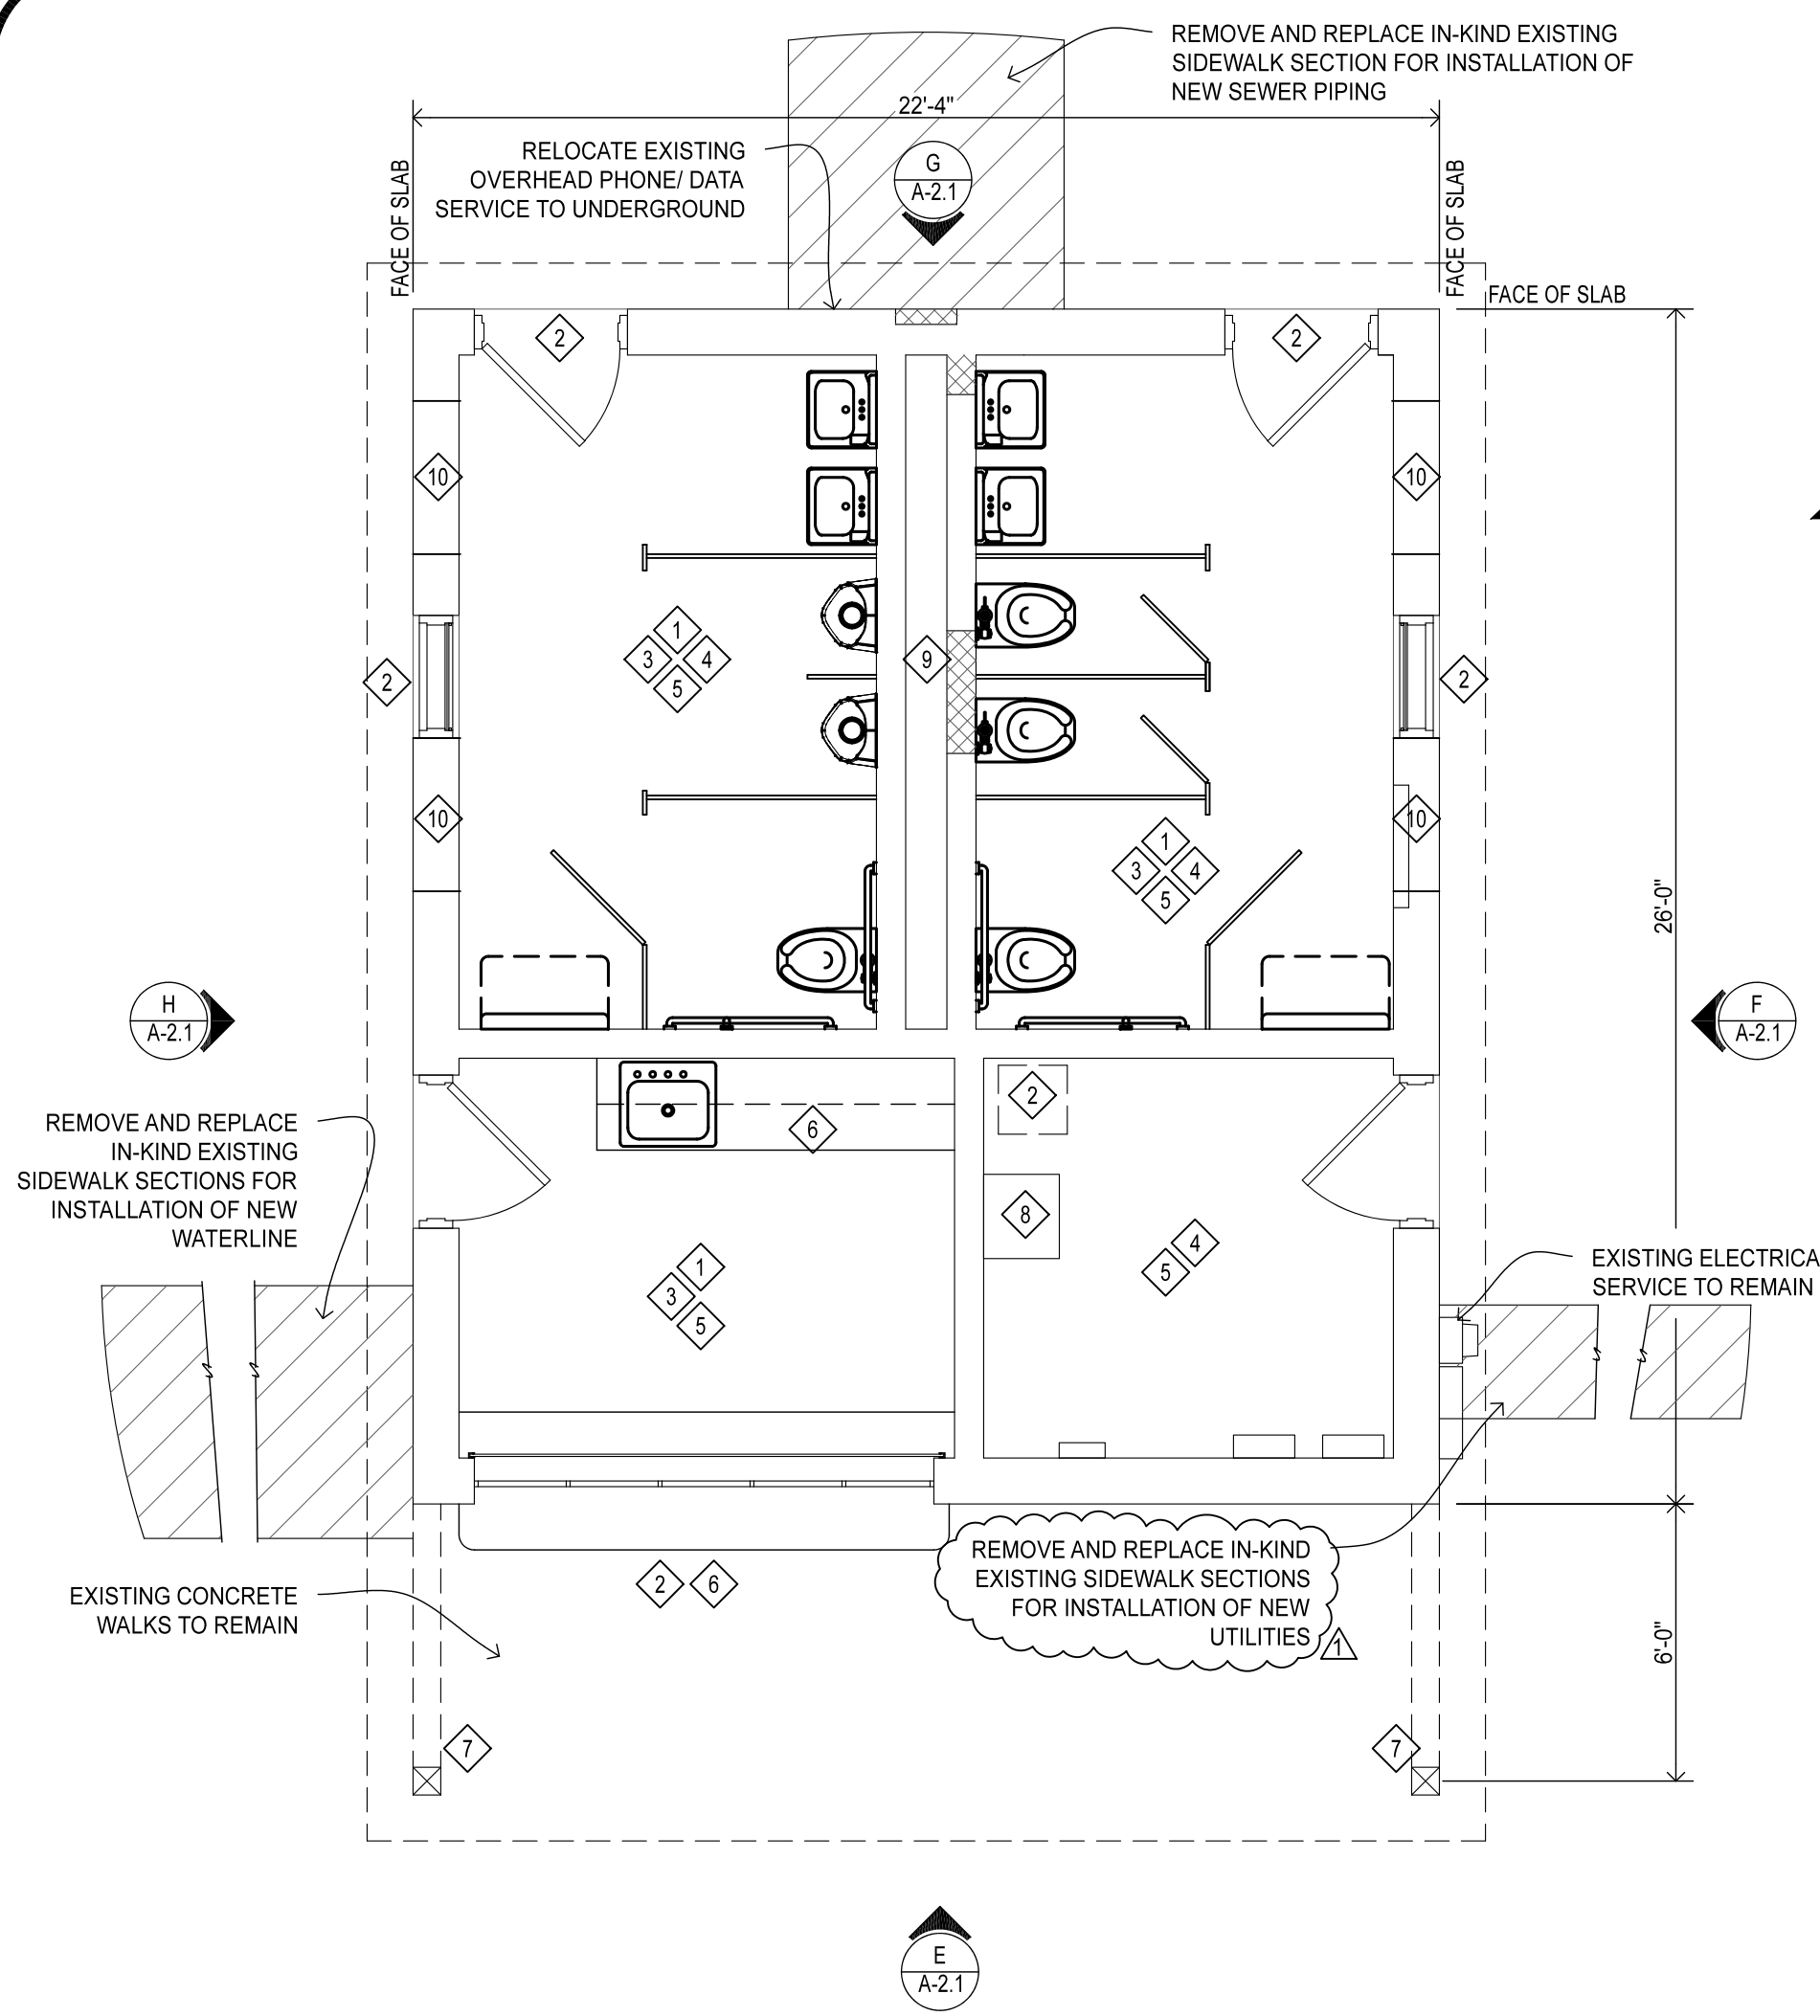 REMOVE AND REPLACE IN-KIND EXISTING
SIDEWALK SECTION FOR INSTALLATION OF
NEW SEWER PIPING
22'-4"
RELOCATE EXISTING
OVERHEAD PHONE/ DATA
SERVICE TO UNDERGROUND
G
A-2.1
FACE OF SLAB
FACE OF SLAB
FACE OF SLAB
2
2
10
10
1
3
4
5
9
2
2
10
10
1
3
4
5
26'-0"
H
A-2.1
F
A-2.1
2
6
8
REMOVE AND REPLACE
IN-KIND EXISTING
SIDEWALK SECTIONS FOR
INSTALLATION OF NEW
WATERLINE
1
3
5
4
5
EXISTING ELECTRICA
SERVICE TO REMAIN
REMOVE AND REPLACE IN-KIND
EXISTING SIDEWALK SECTIONS
FOR INSTALLATION OF NEW
UTILITIES
1
2
6
EXISTING CONCRETE
WALKS TO REMAIN
6'-0"
7
7
E
A-2.1